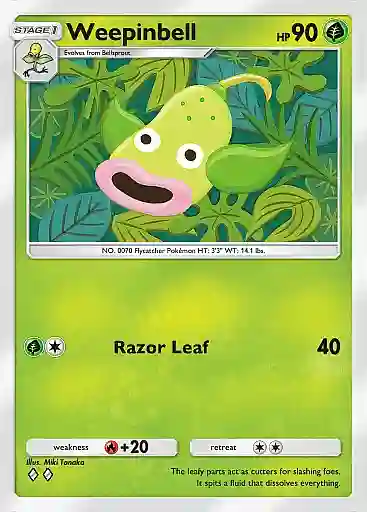 STAGE 1
Weepinbell
HP 90
Evolves from Bellsprout.
NO. 0070 Flycatcher Pokémon HT: 3'3" WT: 14.1 lbs.
Razor Leaf 40
weakness +20 retreat
Illus. Miki Tanaka
The leafy parts act as cutters for slashing foes.
It spits a fluid that dissolves everything.